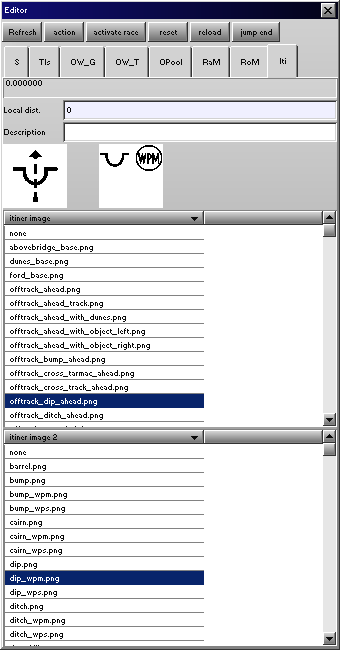 Editor
Refresh action activate race reset reload jump end
S Tls OW_G OW_T OPool RaM RoM Iti
0.000000
Local dist. 0
Description
WPM
itiner image
none
abovebridge_base.png
dunes_base.png
ford_base.png
offtrack_ahead.png
offtrack_ahead_track.png
offtrack_ahead_with_dunes.png
offtrack_ahead_with_object_left.png
offtrack_ahead_with_object_right.png
offtrack_bump_ahead.png
offtrack_cross_tarmac_ahead.png
offtrack_cross_track_ahead.png
offtrack_dip_ahead.png
offtrack_ditch_ahead.png
itiner image 2
none
barrel.png
bump.png
bump_wpm.png
bump_wps.png
cairn.png
cairn_wpm.png
cairn_wps.png
dip.png
dip_wpm.png
dip_wps.png
ditch.png
ditch_wpm.png
ditch_wps.png